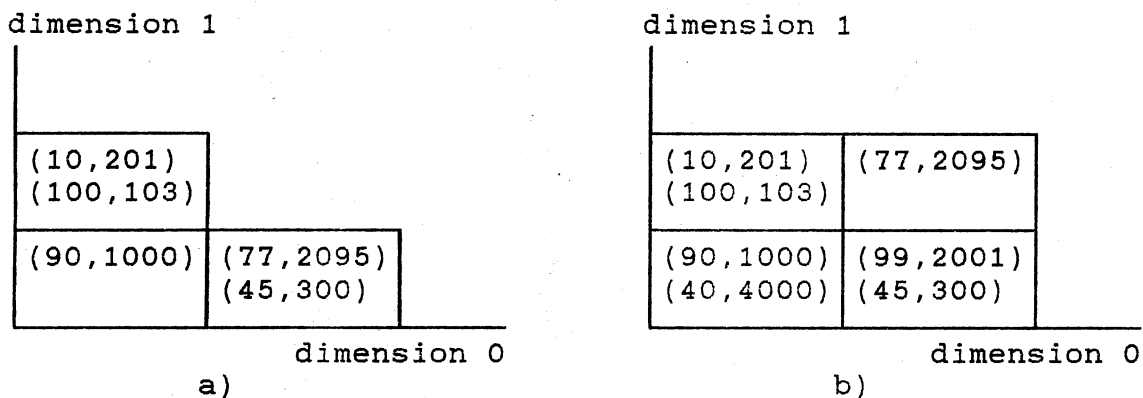 dimension 1
(10,201)
(100,103)
(90,1000)
(77,2095)
(45,300)
dimension 0
a)
dimension 1
(10,201)
(100,103)
(77,2095)
(90,1000)
(40,4000)
(99,2001)
(45,300)
dimension 0
b)